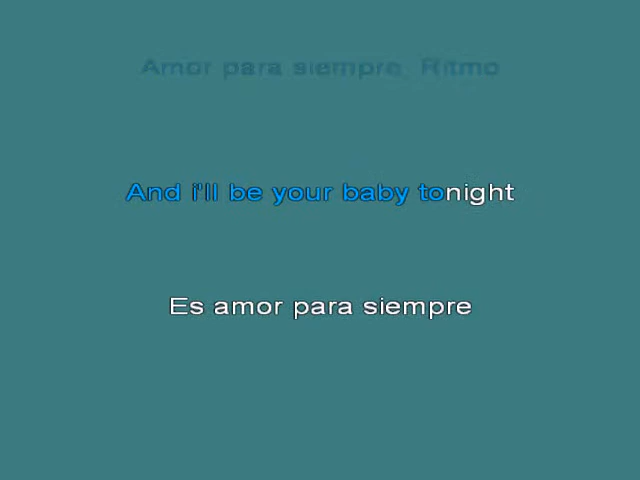 Amor para siempre Ritmo
And i'll be your baby tonight
Es amor para siempre